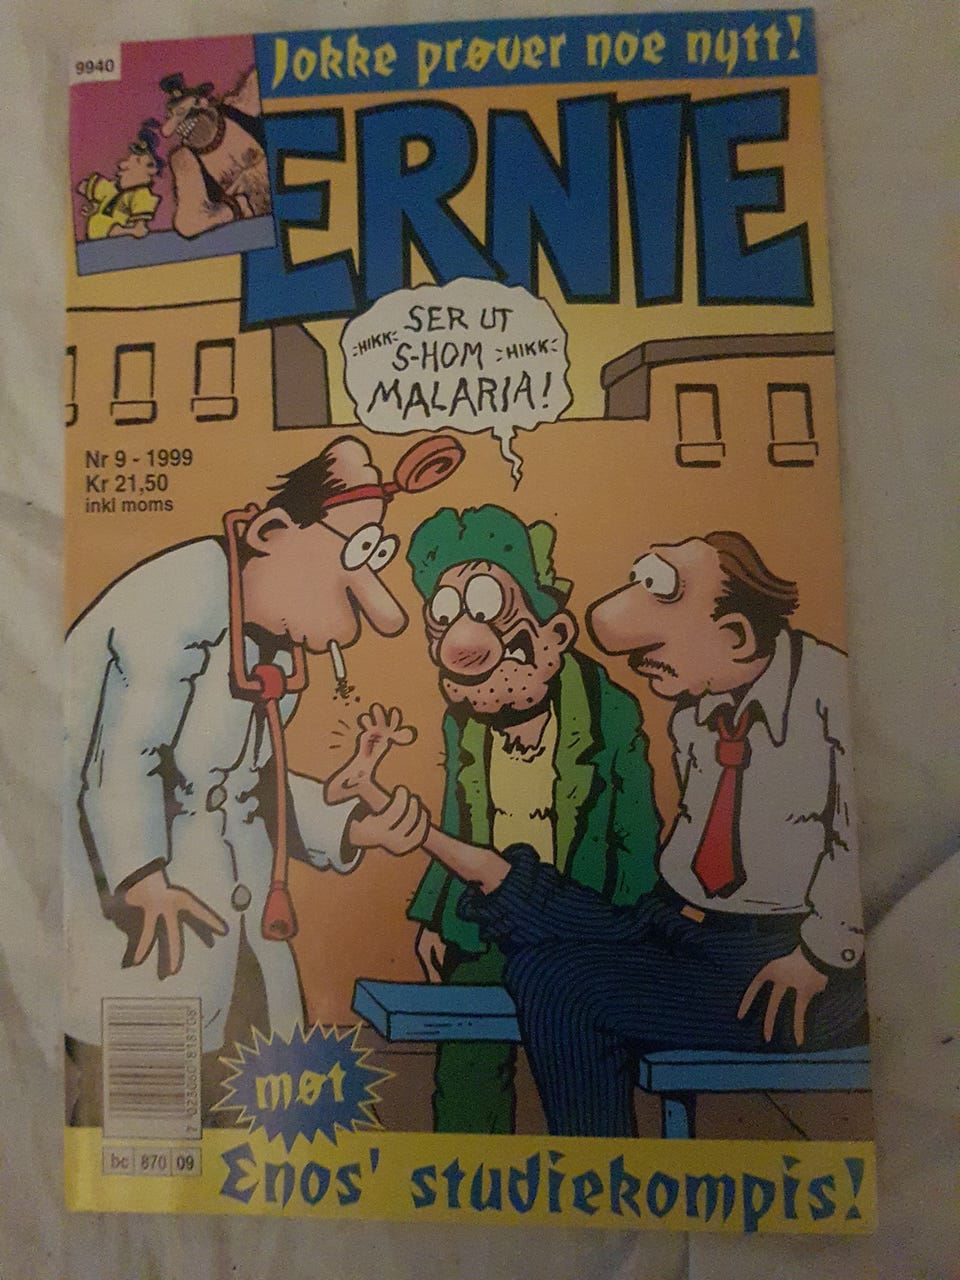 9940
Jokke prøver noe nytt!
ERNIE
SER UT
-HIKK-
S-HOM
-HIKK-
MALARIA!
Nr 9 - 1999
Kr 21,50
inkl moms
bc 870 09
møt
Enos' studiekompis!